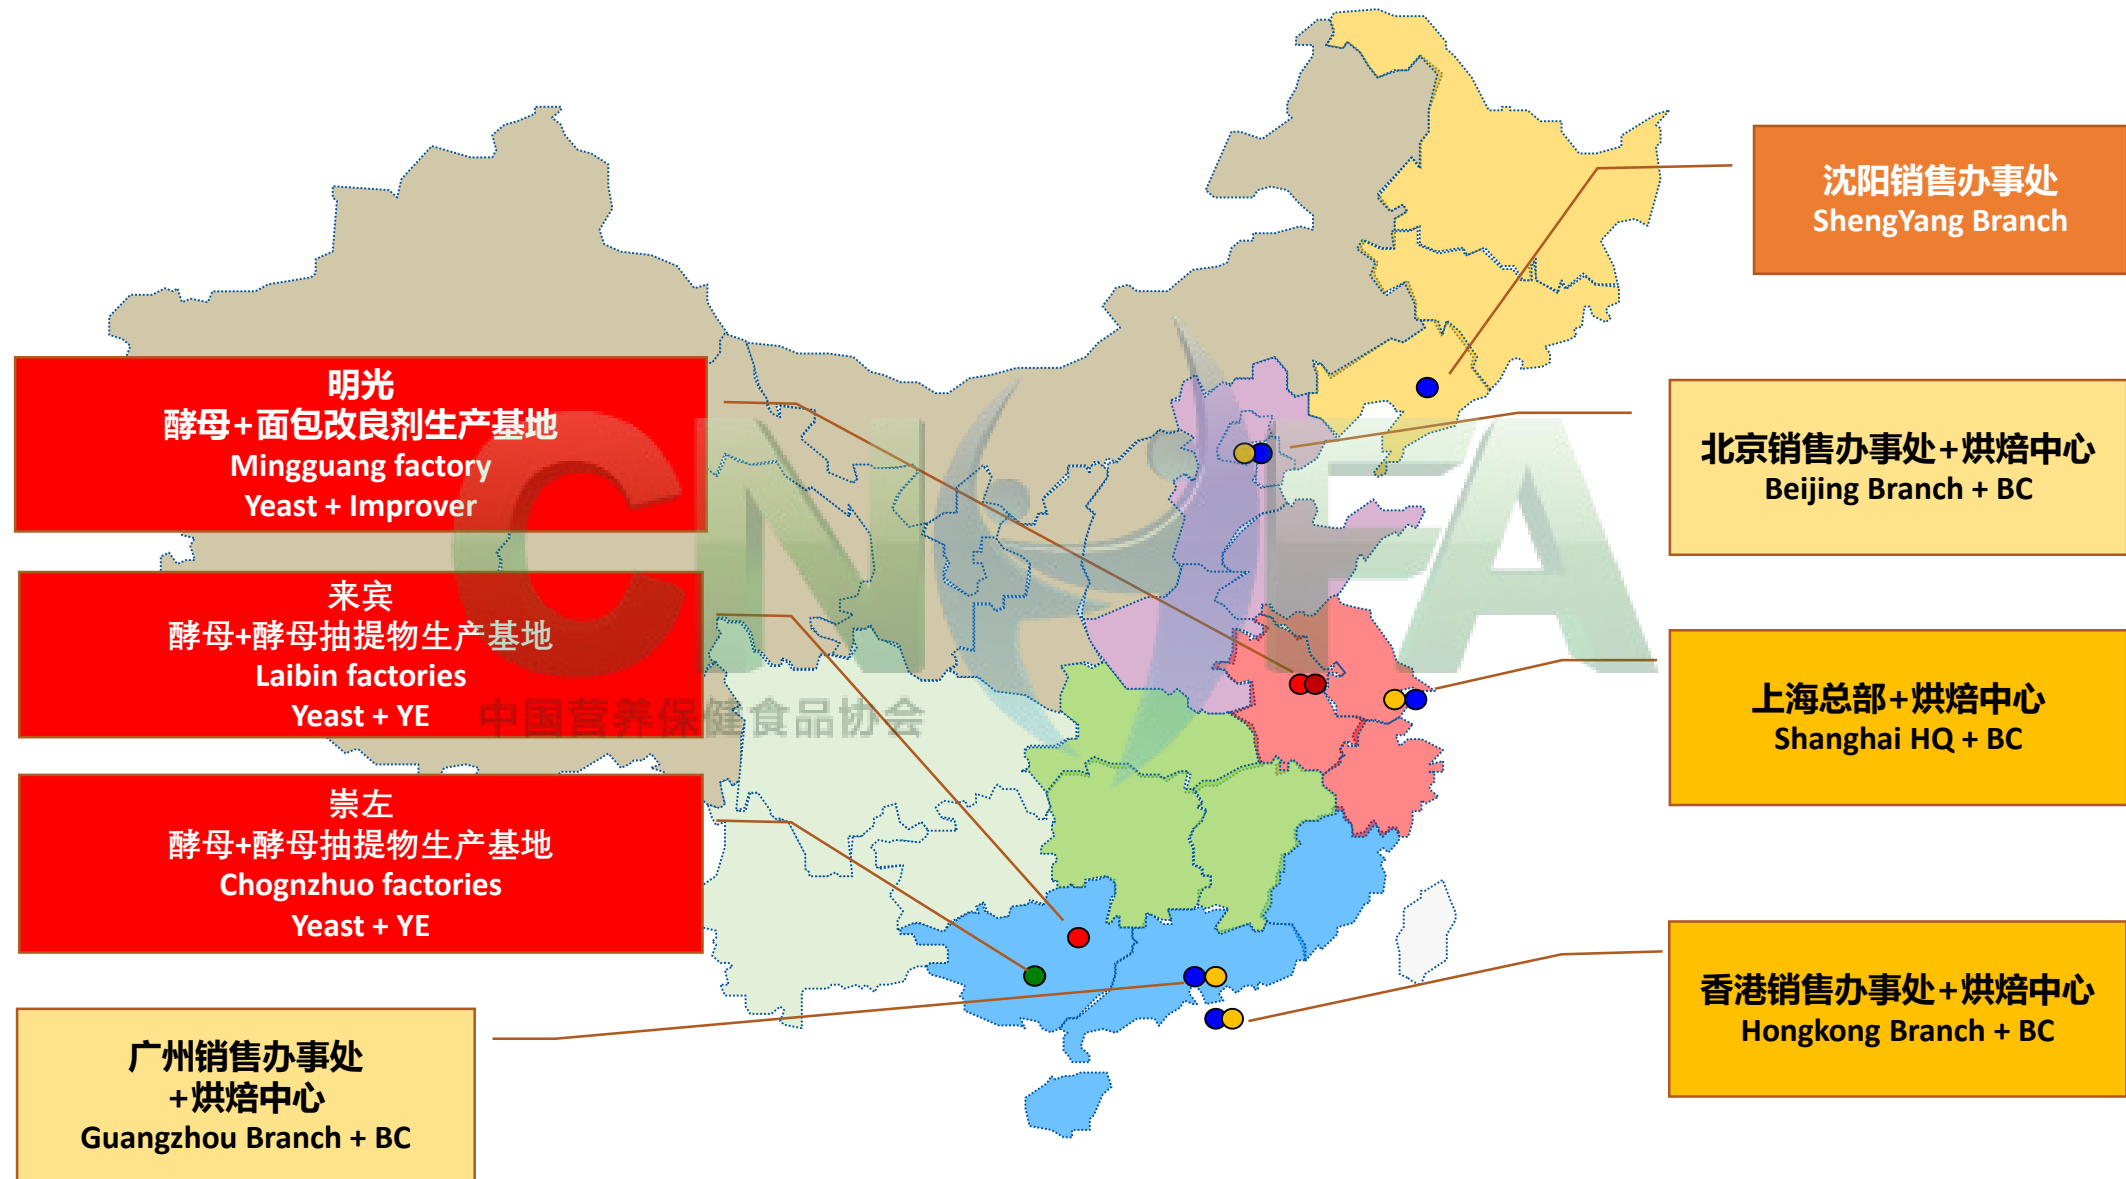 沈阳销售办事处
ShengYang Branch
明光
酵母+面包改良剂生产基地
Mingguang factory
Yeast + Improver
北京销售办事处+烘焙中心
Beijing Branch + BC
来宾
酵母+酵母抽提物生产基地
Laibin factories
Yeast + YE
上海总部+烘焙中心
Shanghai HQ + BC
CN FA
中国营养保健食品协会
崇左
酵母+酵母抽提物生产基地
Chognzhuo factories
Yeast + YE
香港销售办事处+烘焙中心
Hongkong Branch + BC
广州销售办事处
+烘焙中心
Guangzhou Branch + BC